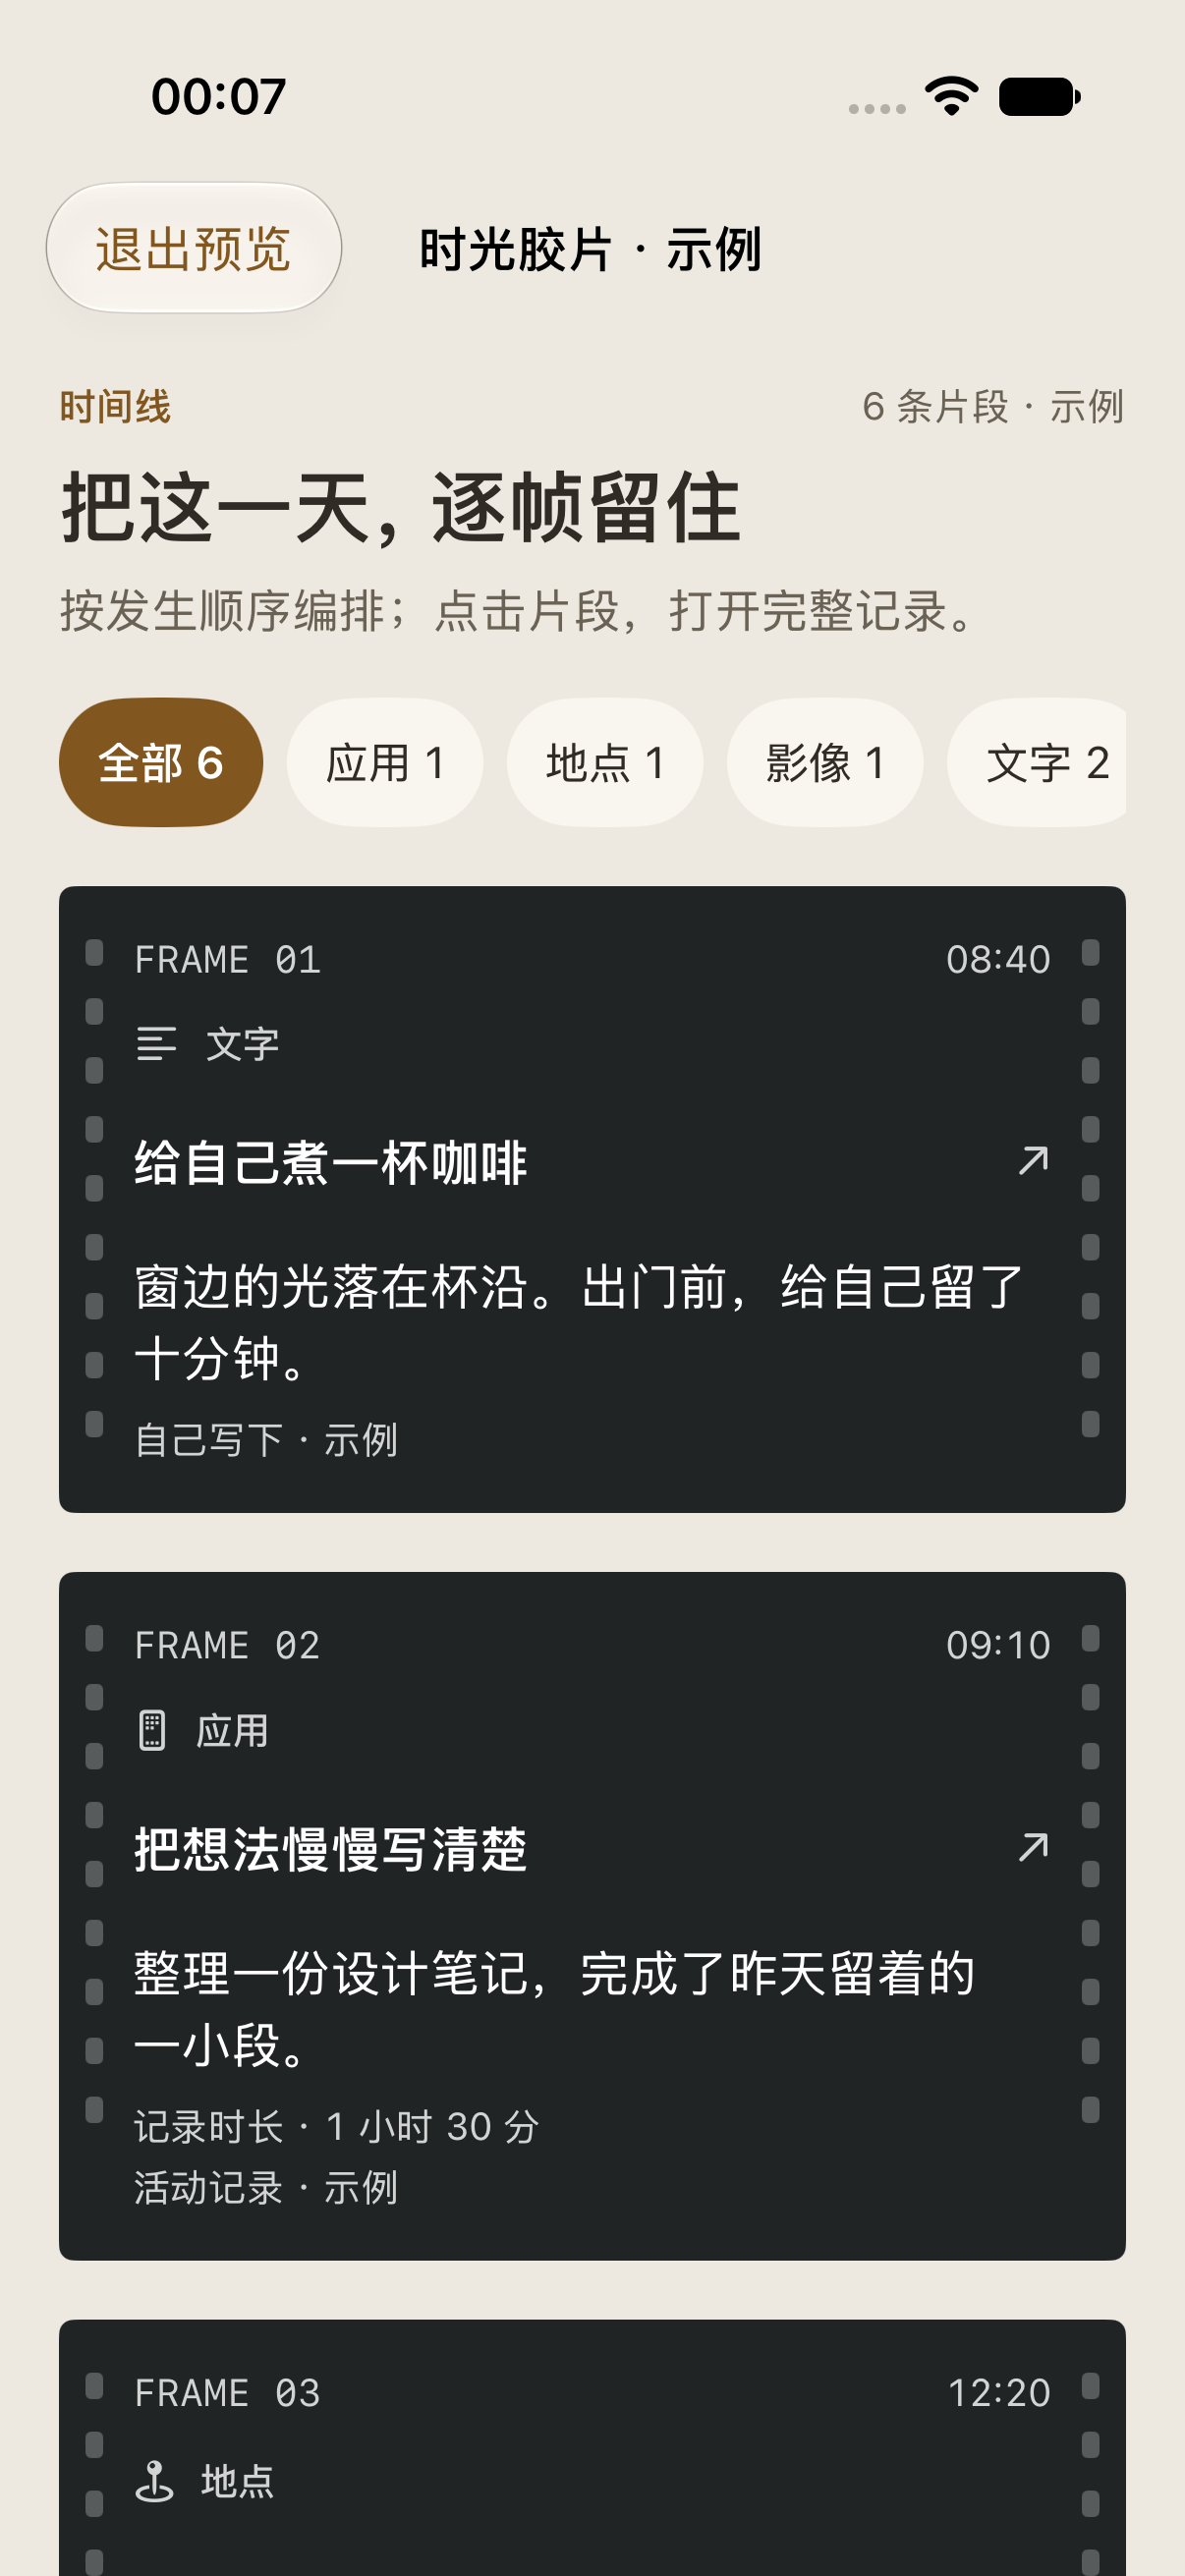 00:07
退出预览
时光胶片 · 示例
时间线
6 条片段 · 示例
把这一天，逐帧留住
按发生顺序编排；点击片段，打开完整记录。
全部 6
应用 1
地点 1
影像 1
文字 2
FRAME 01
08:40
文字
给自己煮一杯咖啡
窗边的光落在杯沿。出门前，给自己留了
十分钟。
自己写下 · 示例
FRAME 02
09:10
应用
把想法慢慢写清楚
整理一份设计笔记，完成了昨天留着的
一小段。
记录时长 · 1 小时 30 分
活动记录 · 示例
FRAME 03
12:20
地点